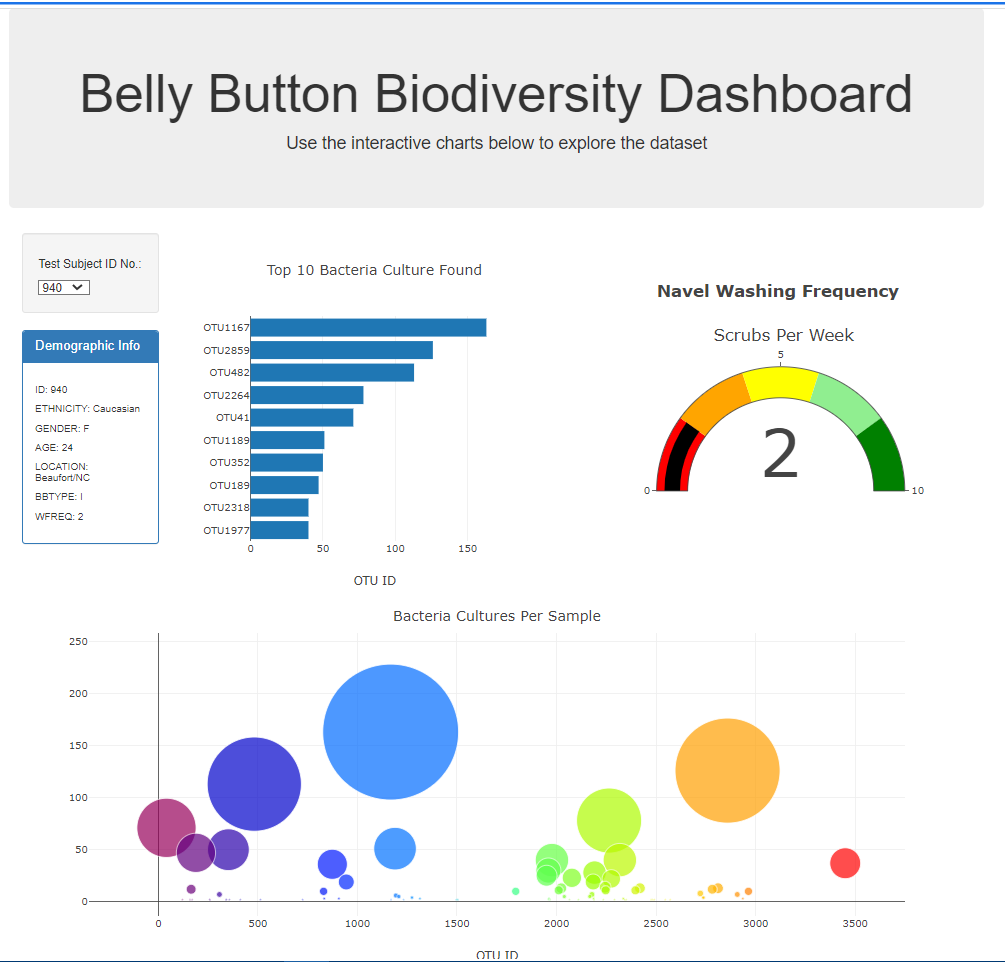 Belly Button Biodiversity Dashboard
Use the interactive charts below to explore the dataset
Test Subject ID No.:
940
Demographic Info
ID: 940
ETHNICITY: Caucasian
GENDER: F
AGE: 24
LOCATION:
Beaufort/NC
BBTYPE: I
WFREQ: 2
Top 10 Bacteria Culture Found
OTU1167
OTU2859
OTU482
OTU2264
OTU41
OTU1189
OTU352
OTU189
OTU2318
OTU1977
0 50 100 150
OTU ID
Navel Washing Frequency
Scrubs Per Week
5
2
0 10
Bacteria Cultures Per Sample
250
200
150
100
50
0
0 500 1000 1500 2000 2500 3000 3500
OTU ID